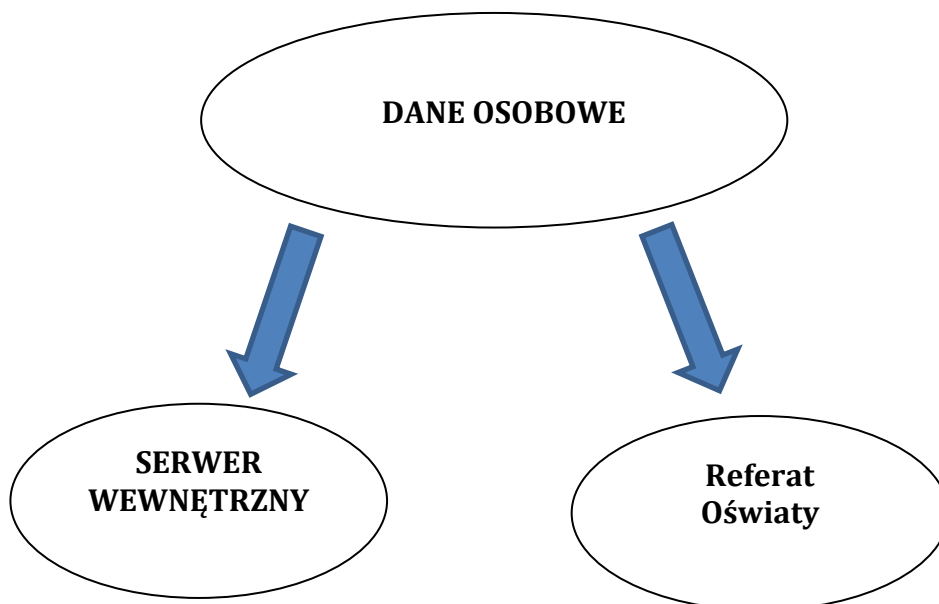 DANE OSOBOWE
SERWER
WEWNĘTRZNY
Referat
Oświaty